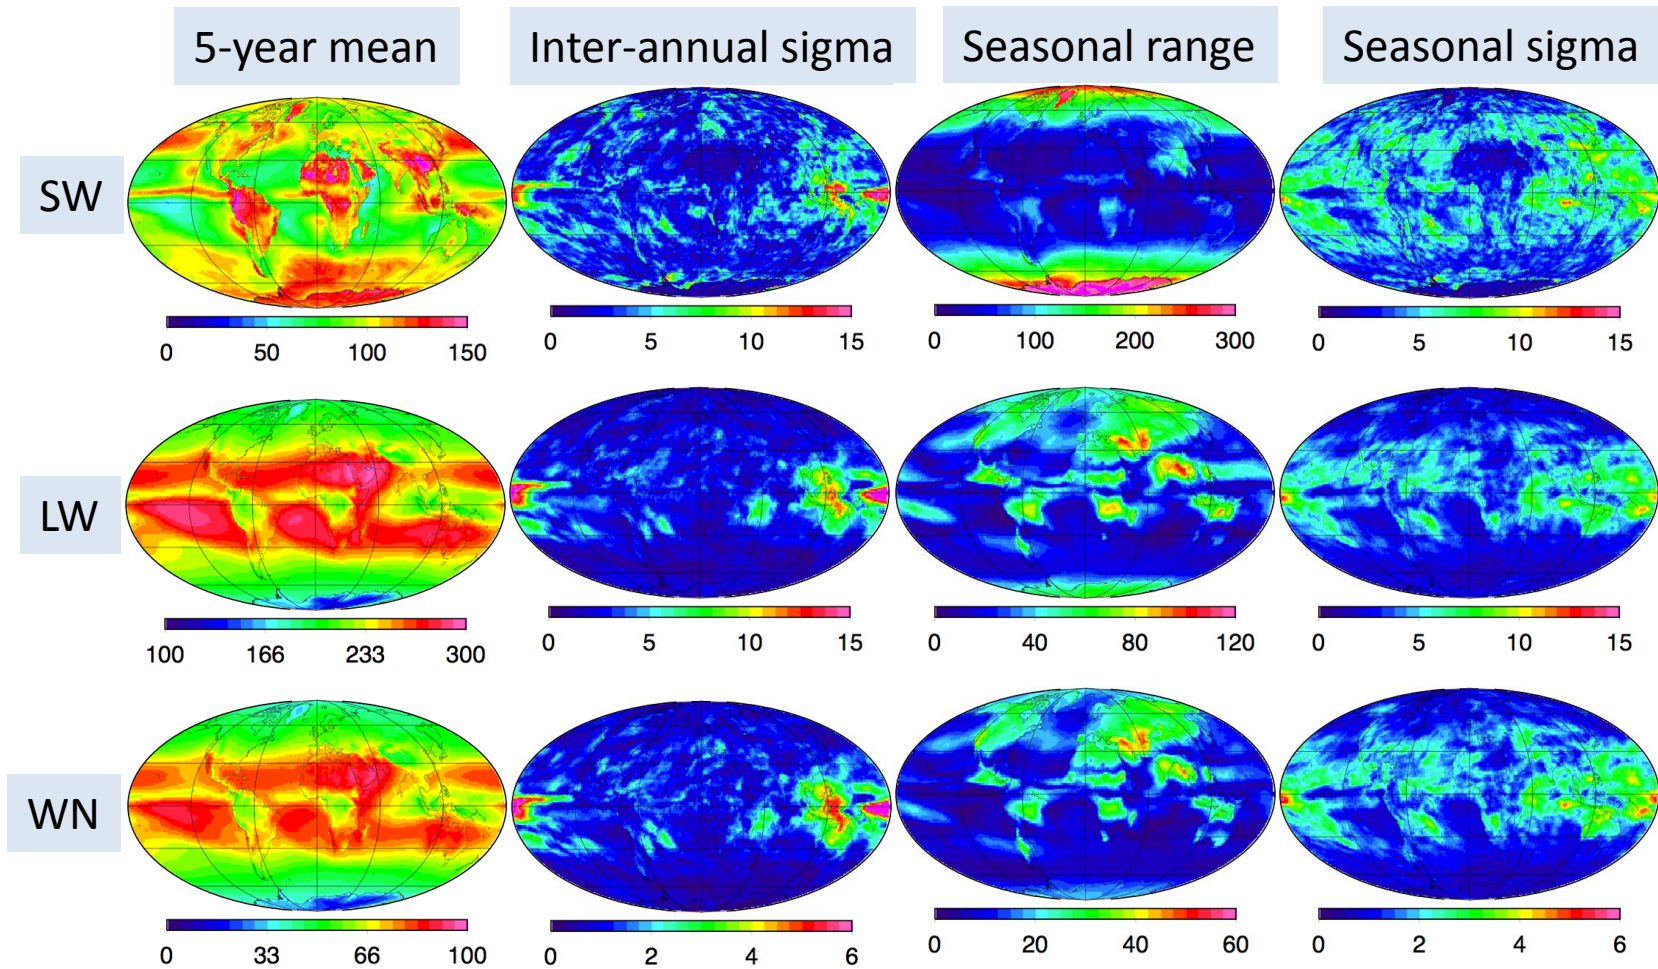 5-year mean Inter-annual sigma Seasonal range Seasonal sigma
SW
0 50 100 150 0 5 10 15 0 100 200 300 0 5 10 15
LW
100 166 233 300 0 5 10 15 0 40 80 120 0 5 10 15
WN
0 33 66 100 0 2 4 6 0 20 40 60 0 2 4 6